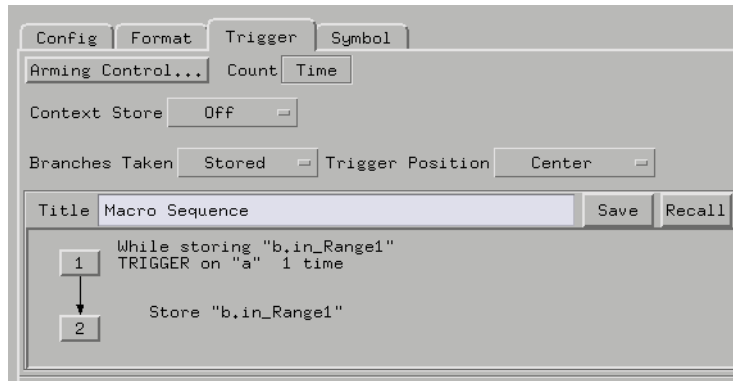 Config Format Trigger Symbol
Arming Control... Count Time
Context Store Off
Branches Taken Stored Trigger Position Center
Title Macro Sequence Save Recall
While storing "b.in_Range1"
1 TRIGGER on "a" 1 time
Store "b.in_Range1"
2